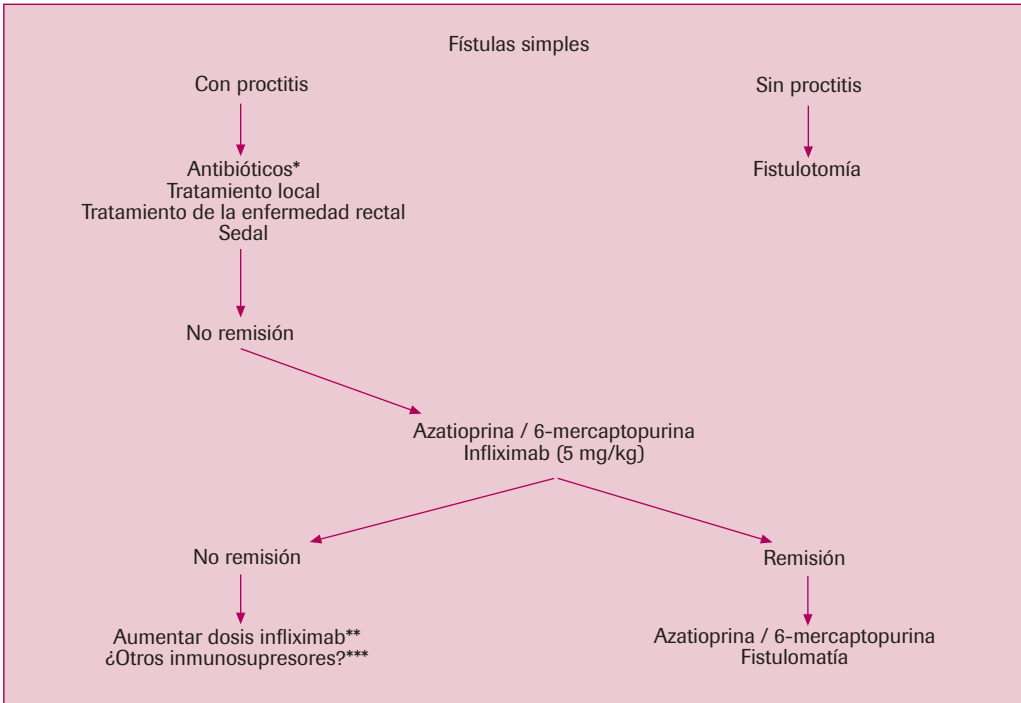 Fístulas simples
Con proctitis
Sin proctitis
Antibióticos*
Tratamiento local
Tratamiento de la enfermedad rectal
Sedal
Fistulotomía
No remisión
Azatioprina / 6-mercaptopurina
Infliximab (5 mg/kg)
No remisión
Remisión
Aumentar dosis infliximab**
¿Otros inmunosupresores?***
Azatioprina / 6-mercaptopurina
Fistulomatía